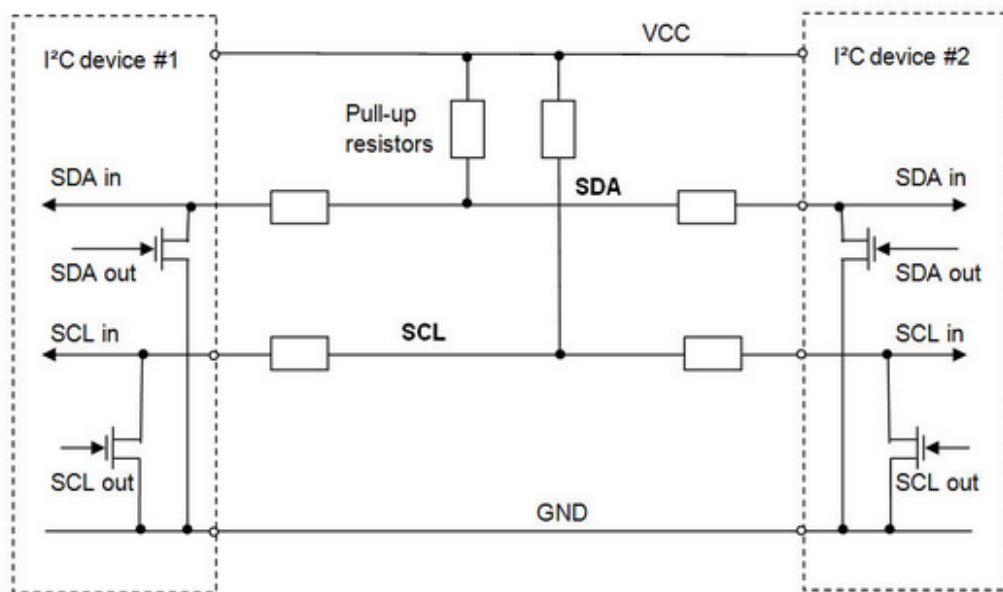 VCC
I²C device #1
I²C device #2
Pull-up
resistors
SDA in
SDA
SDA in
SDA out
SDA out
SCL in
SCL
SCL in
SCL out
SCL out
GND